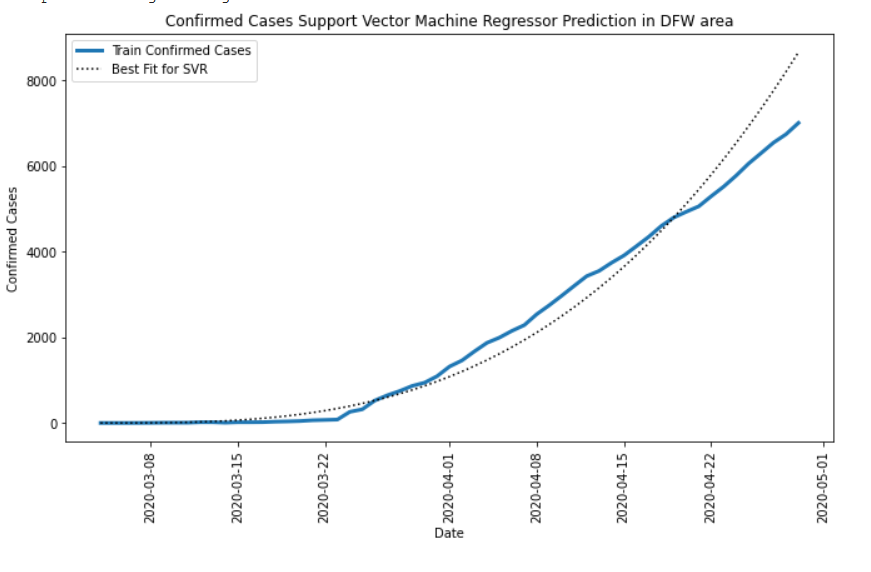 Confirmed Cases Support Vector Machine Regressor Prediction in DFW area
Train Confirmed Cases
Best Fit for SVR
8000
6000
4000
2000
0
Confirmed Cases
2020-03-08
2020-03-15
2020-03-22
2020-04-01
2020-04-08
2020-04-15
2020-04-22
2020-05-01
Date